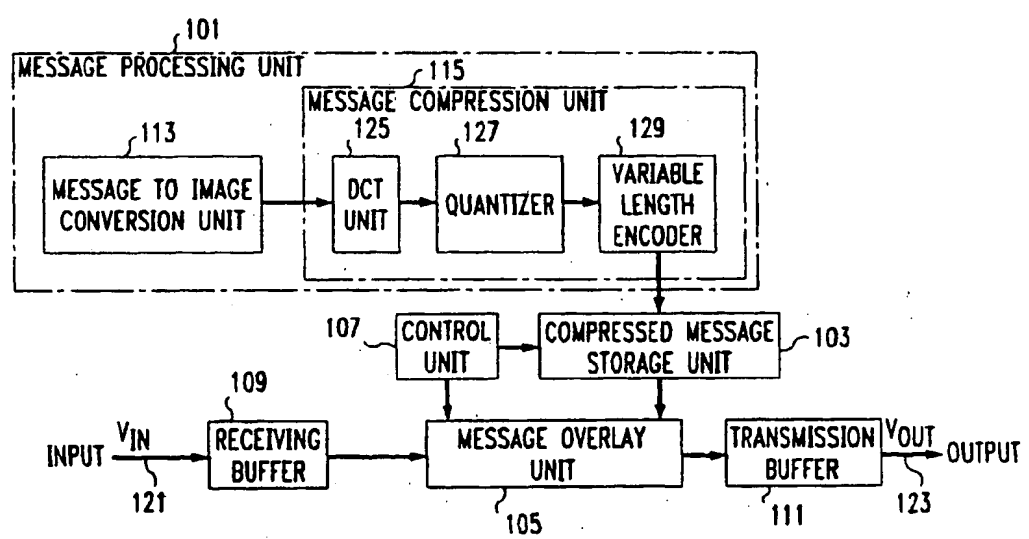 101
MESSAGE PROCESSING UNIT
115
MESSAGE COMPRESSION UNIT
113
125
127
129
MESSAGE TO IMAGE
CONVERSION UNIT
DCT
UNIT
QUANTIZER
VARIABLE
LENGTH
ENCODER
107
CONTROL
UNIT
COMPRESSED MESSAGE
STORAGE UNIT
103
109
INPUT
VIN
121
RECEIVING
BUFFER
MESSAGE OVERLAY
UNIT
105
TRANSMISSION
BUFFER
111
VOUT
123
OUTPUT